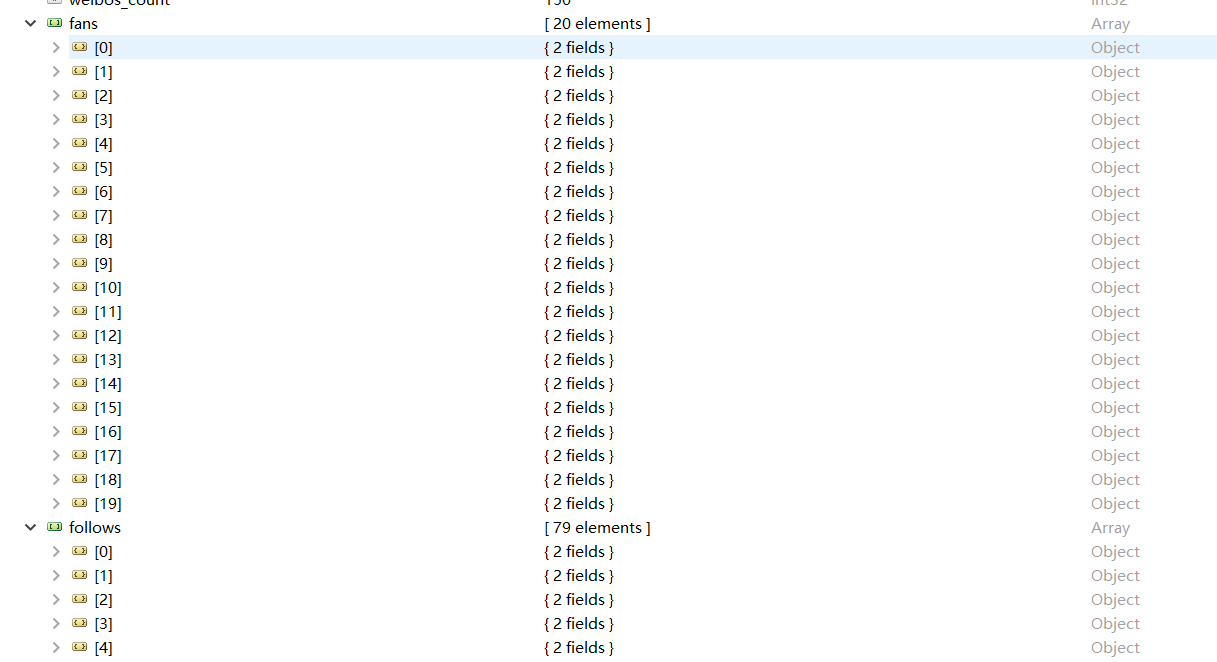 weibos_count 150 Int32
fans [ 20 elements ] Array
[0] { 2 fields } Object
[1] { 2 fields } Object
[2] { 2 fields } Object
[3] { 2 fields } Object
[4] { 2 fields } Object
[5] { 2 fields } Object
[6] { 2 fields } Object
[7] { 2 fields } Object
[8] { 2 fields } Object
[9] { 2 fields } Object
[10] { 2 fields } Object
[11] { 2 fields } Object
[12] { 2 fields } Object
[13] { 2 fields } Object
[14] { 2 fields } Object
[15] { 2 fields } Object
[16] { 2 fields } Object
[17] { 2 fields } Object
[18] { 2 fields } Object
[19] { 2 fields } Object
follows [ 79 elements ] Array
[0] { 2 fields } Object
[1] { 2 fields } Object
[2] { 2 fields } Object
[3] { 2 fields } Object
[4] { 2 fields } Object